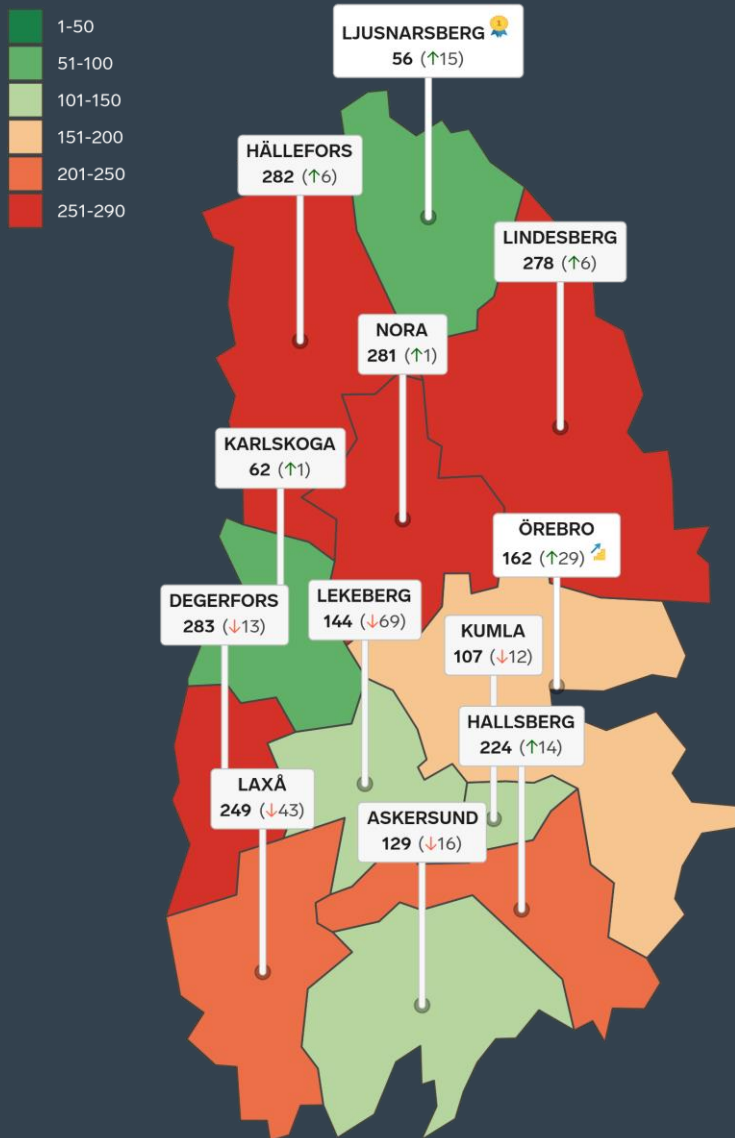 1-50
51-100
101-150
151-200
201-250
251-290
LJUSNARSBERG
56 (↑15)
HÄLLEFORS
282 (↑6)
LINDESBERG
278 (↑6)
NORA
281 (↑1)
KARLSKOGA
62 (↑1)
ÖREBRO
162 (↑29)
DEGERFORS
283 (↓13)
LEKEBERG
144 (↓69)
KUMLA
107 (↓12)
HALLSBERG
224 (↑14)
LAXÅ
249 (↓43)
ASKERSUND
129 (↓16)